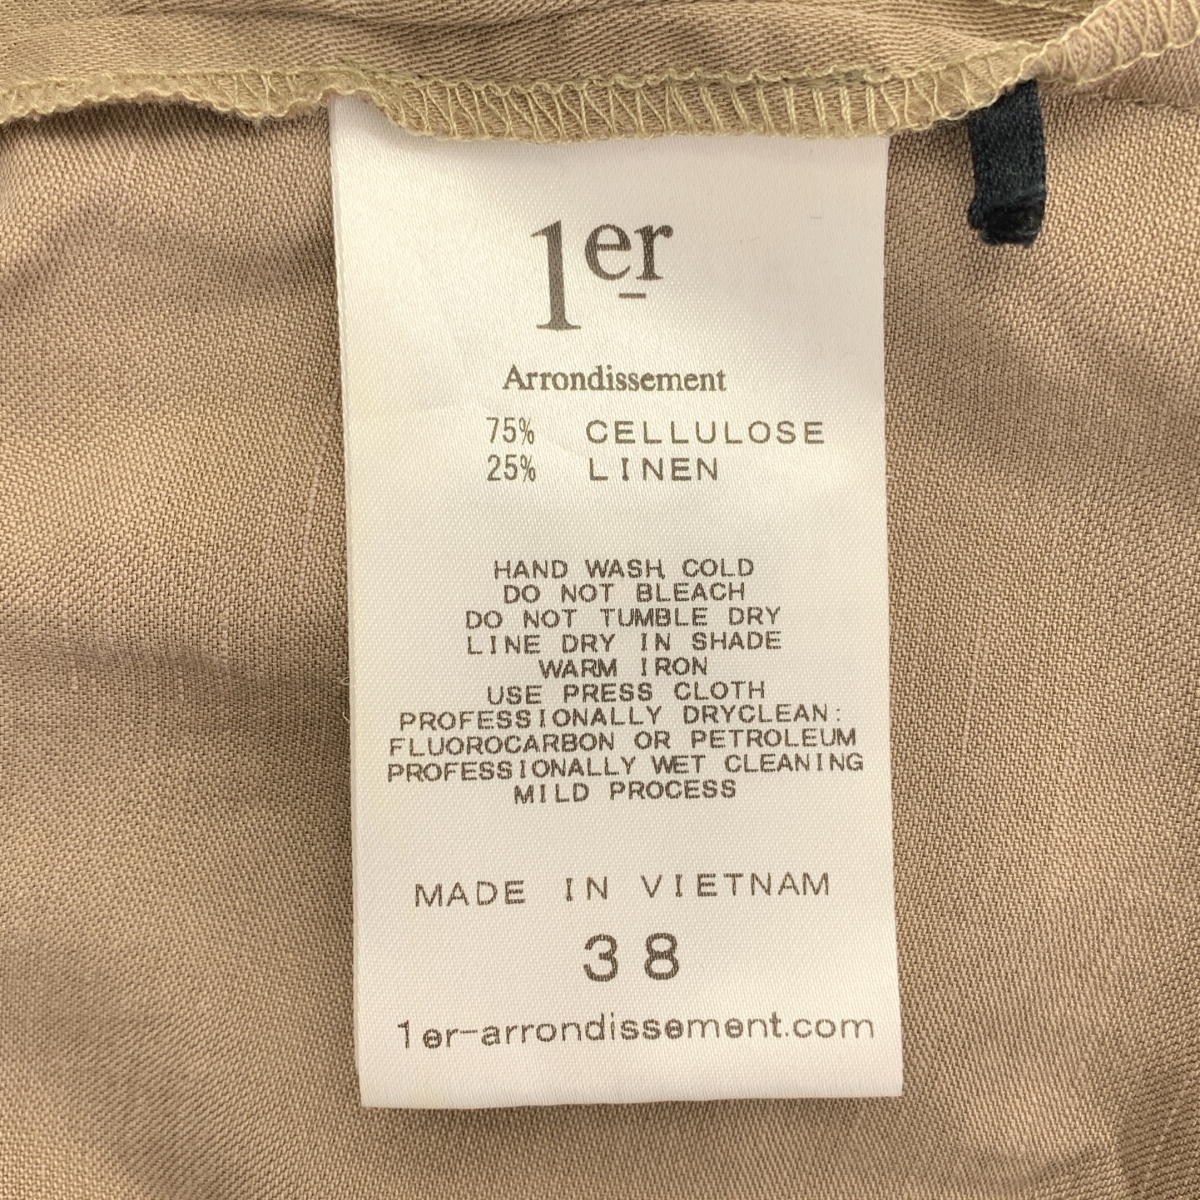 1er
Arrondissement
75% CELLULOSE
25% LINEN
HAND WASH COLD
DO NOT BLEACH
DO NOT TUMBLE DRY
LINE DRY IN SHADE
WARM IRON
USE PRESS CLOTH
PROFESSIONALLY DRYCLEAN:
FLUOROCARBON OR PETROLEUM
PROFESSIONALLY WET CLEANING
MILD PROCESS
MADE IN VIETNAM
38
1er-arrondissement.com